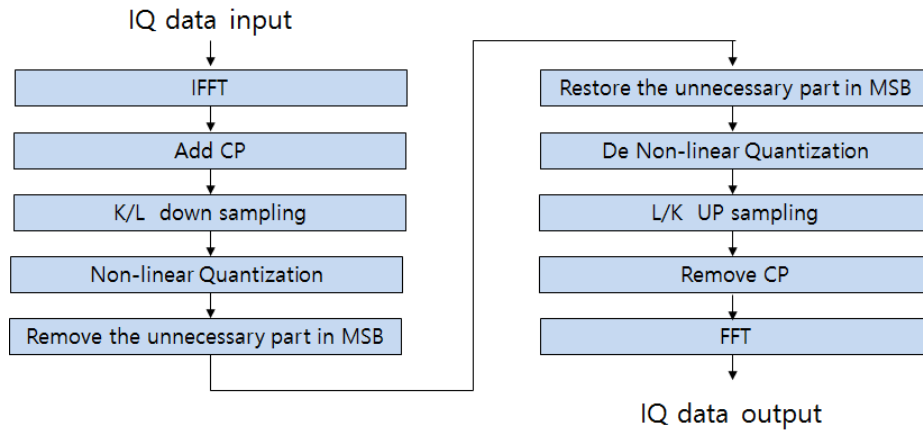 IQ data input
IFFT
Add CP
K/L down sampling
Non-linear Quantization
Remove the unnecessary part in MSB
Restore the unnecessary part in MSB
De Non-linear Quantization
L/K UP sampling
Remove CP
FFT
IQ data output